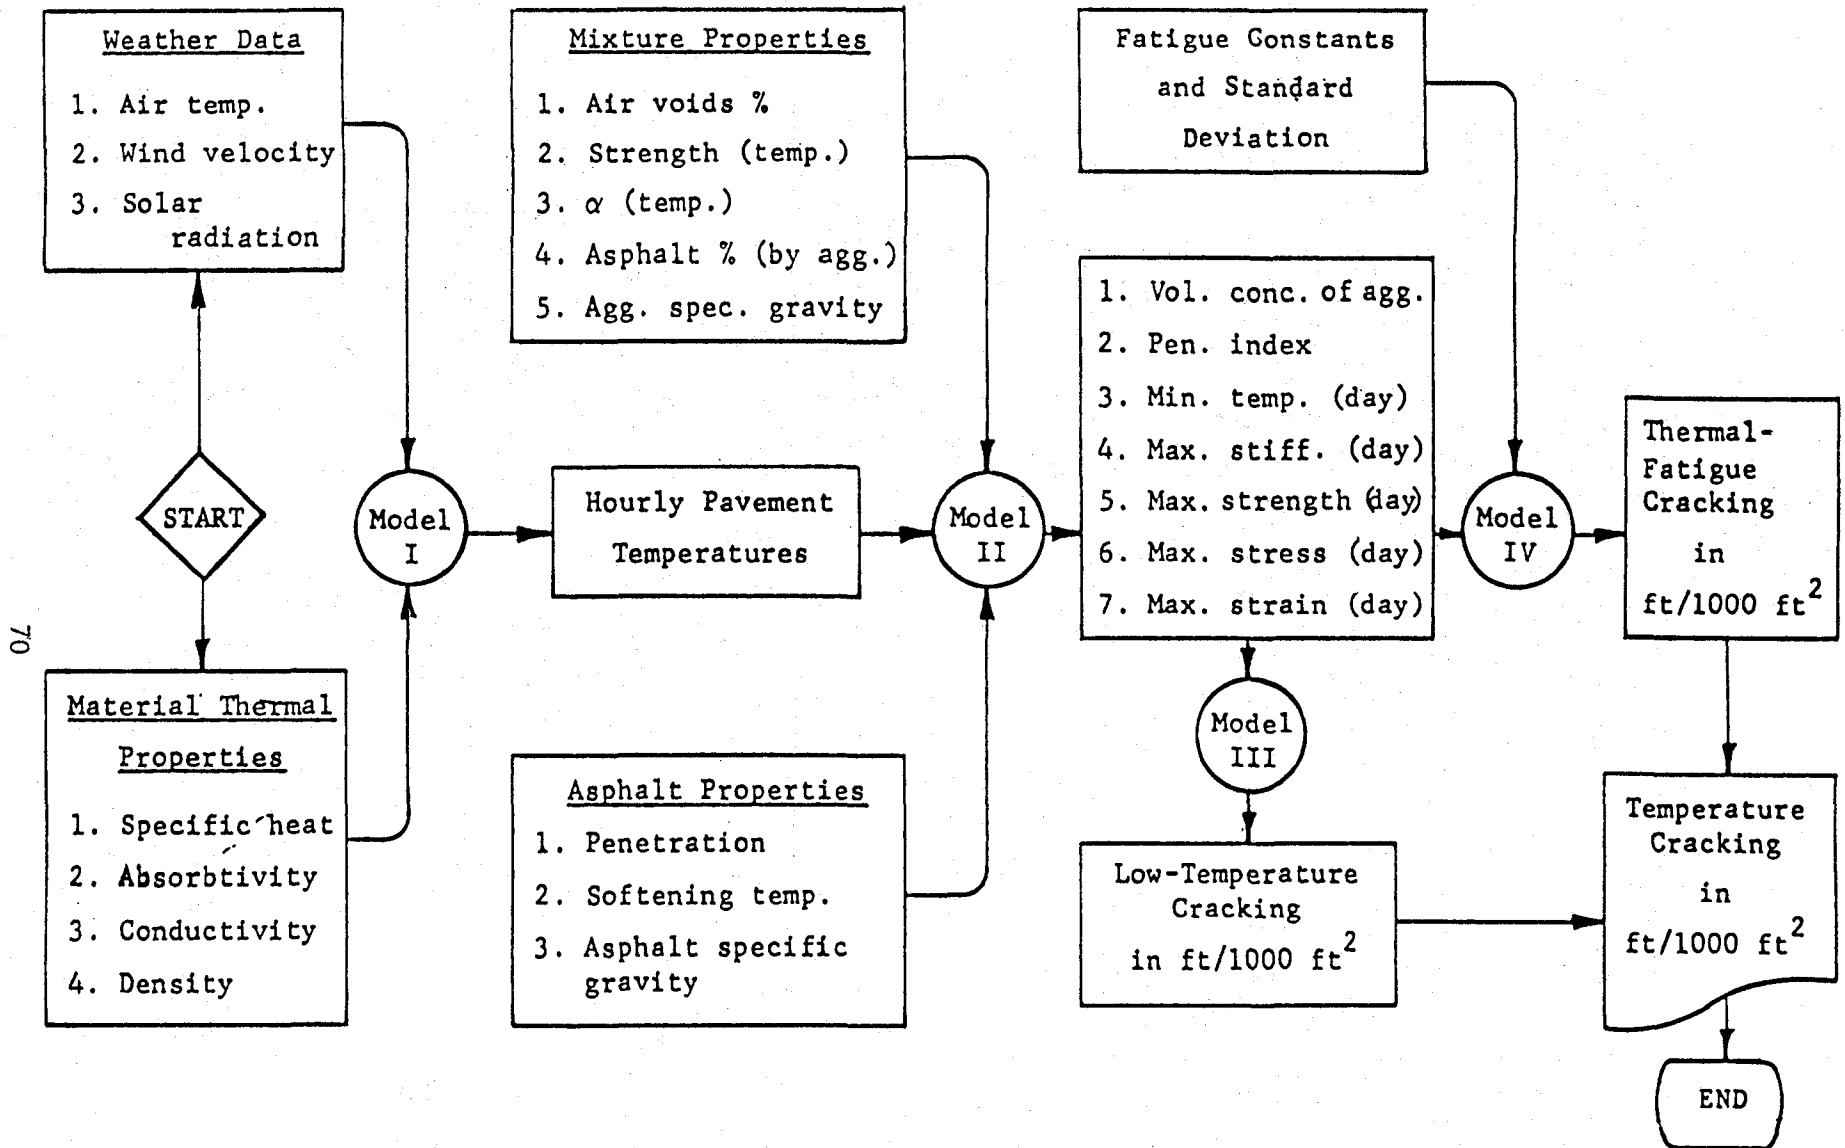 Weather Data
1. Air temp.
2. Wind velocity
3. Solar
radiation
START
Material Thermal
Properties
1. Specific heat
2. Absorbtivity
3. Conductivity
4. Density
Model
I
Mixture Properties
1. Air voids %
2. Strength (temp.)
3. α (temp.)
4. Asphalt % (by agg.)
5. Agg. spec. gravity
Hourly Pavement
Temperatures
Asphalt Properties
1. Penetration
2. Softening temp.
3. Asphalt specific
gravity
Model
II
Fatigue Constants
and Standard
Deviation
1. Vol. conc. of agg.
2. Pen. index
3. Min. temp. (day)
4. Max. stiff. (day)
5. Max. strength (day)
6. Max. stress (day)
7. Max. strain (day)
Model
III
Low-Temperature
Cracking
in ft/1000 ft²
Model
IV
Thermal-
Fatigue
Cracking
in
ft/1000 ft²
Temperature
Cracking
in
ft/1000 ft²
END
70